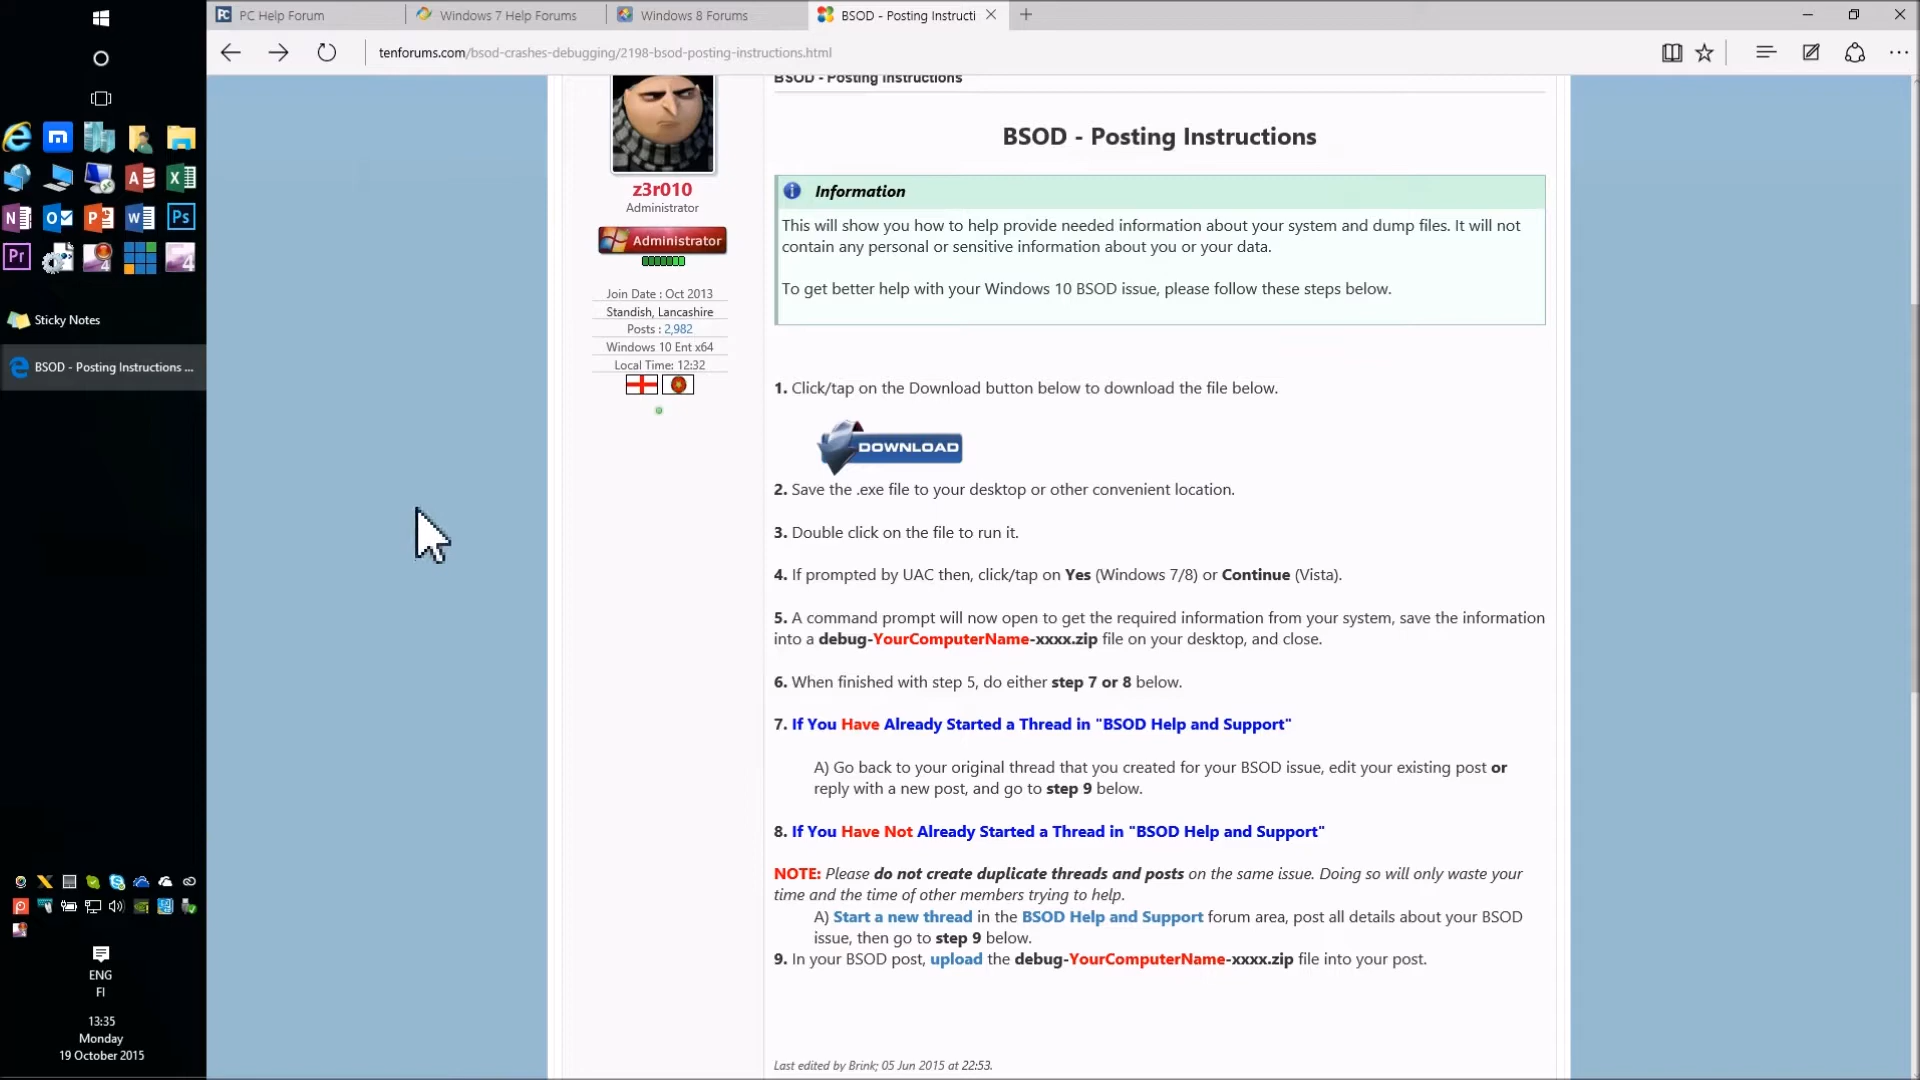 PC Help Forum
Windows 7 Help Forums
Windows 8 Forums
BSOD - Posting Instructi
tenforums.com/bsod-crashes-debugging/2198-bsod-posting-instructions.html
Sticky Notes
BSOD - Posting Instructions ...
ENG
FI
13:35
Monday
19 October 2015
z3r010
Administrator
Administrator
Join Date : Oct 2013
Standish, Lancashire
Posts : 2,982
Windows 10 Ent x64
Local Time: 12:32
BSOD - Posting Instructions
BSOD - Posting Instructions
Information
This will show you how to help provide needed information about your system and dump files. It will not
contain any personal or sensitive information about you or your data.
To get better help with your Windows 10 BSOD issue, please follow these steps below.
1. Click/tap on the Download button below to download the file below.
DOWNLOAD
2. Save the .exe file to your desktop or other convenient location.
3. Double click on the file to run it.
4. If prompted by UAC then, click/tap on Yes (Windows 7/8) or Continue (Vista).
5. A command prompt will now open to get the required information from your system, save the information
into a debug-YourComputerName-xxxx.zip file on your desktop, and close.
6. When finished with step 5, do either step 7 or 8 below.
7. If You Have Already Started a Thread in "BSOD Help and Support"
A) Go back to your original thread that you created for your BSOD issue, edit your existing post or
reply with a new post, and go to step 9 below.
8. If You Have Not Already Started a Thread in "BSOD Help and Support"
NOTE: Please do not create duplicate threads and posts on the same issue. Doing so will only waste your
time and the time of other members trying to help.
A) Start a new thread in the BSOD Help and Support forum area, post all details about your BSOD
issue, then go to step 9 below.
9. In your BSOD post, upload the debug-YourComputerName-xxxx.zip file into your post.
Last edited by Brink; 05 Jun 2015 at 22:53.